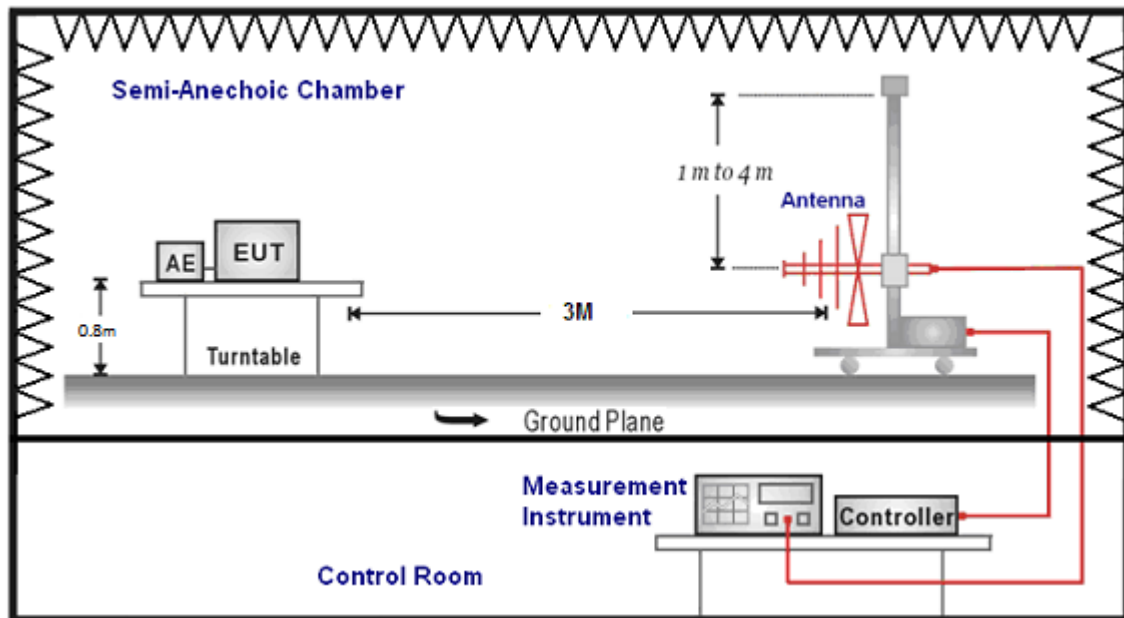 Semi-Anechoic Chamber
1 m to 4 m
Antenna
AE
EUT
0.8m
3M
Turntable
Ground Plane
Measurement
Instrument
Controller
Control Room